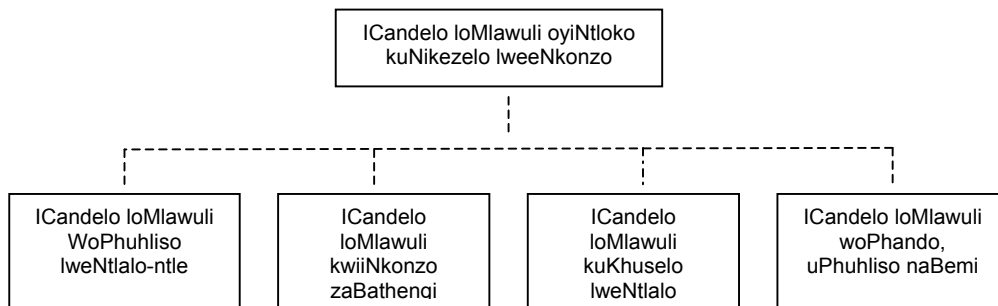 ICandelo loMlawuli oyiNtloko
kuNikezelo lweeNkonzo
ICandelo loMlawuli
WoPhuhliso
lweNtlalo-ntle
ICandelo
loMlawuli
kwiiNkonzo
zaBathengi
ICandelo
loMlawuli
kuKhuselo
lweNtlalo
ICandelo loMlawuli
woPhando,
uPhuhliso naBemi